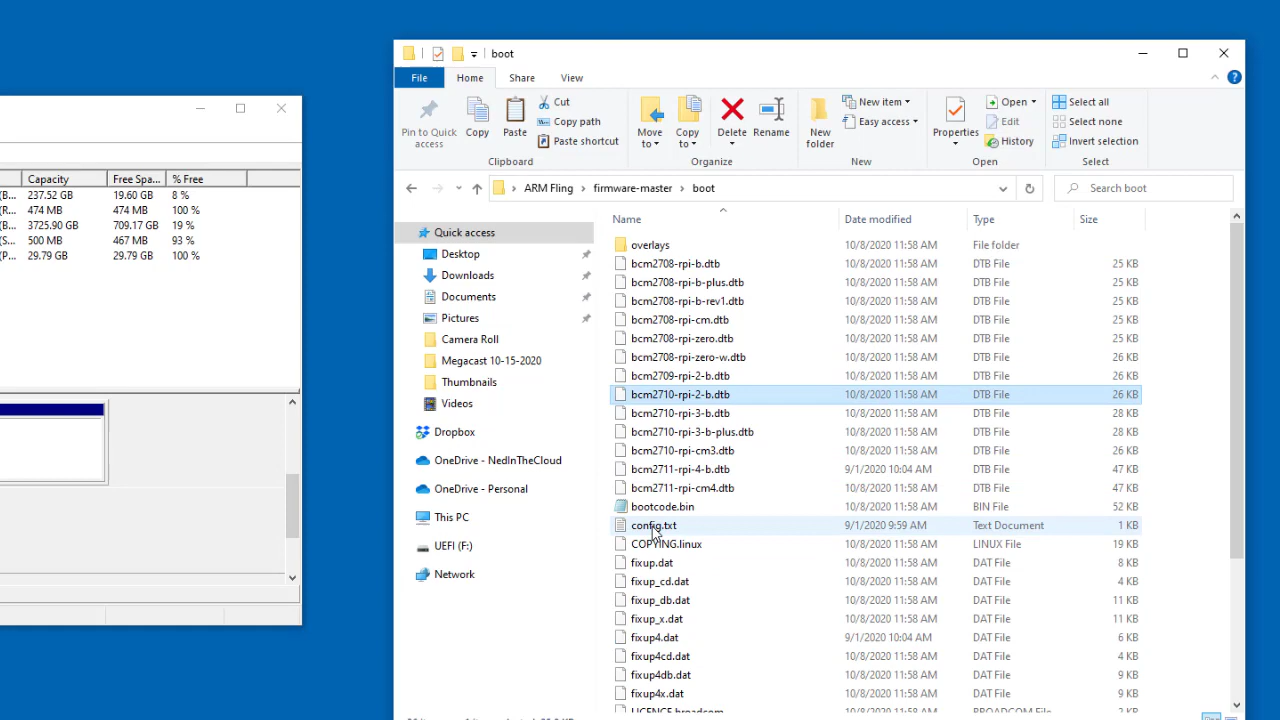 boot
File Home Share View
Pin to Quick access
Copy
Paste
Cut
Copy path
Paste shortcut
Clipboard
Move to
Copy to
Delete
Rename
Organize
New folder
New item
Easy access
New
Properties
Open
Edit
History
Open
Select all
Select none
Invert selection
Select
ARM Fling › firmware-master › boot
Search boot
Capacity Free Spa... % Free
(B... 237.52 GB 19.60 GB 8 %
(R... 474 MB 474 MB 100 %
(B... 3725.90 GB 709.17 GB 19 %
(S... 500 MB 467 MB 93 %
(P... 29.79 GB 29.79 GB 100 %
Quick access
Desktop
Downloads
Documents
Pictures
Camera Roll
Megacast 10-15-2020
Thumbnails
Videos
Dropbox
OneDrive - NedInTheCloud
OneDrive - Personal
This PC
UEFI (F:)
Network
Name Date modified Type Size
overlays 10/8/2020 11:58 AM File folder
bcm2708-rpi-b.dtb 10/8/2020 11:58 AM DTB File 25 KB
bcm2708-rpi-b-plus.dtb 10/8/2020 11:58 AM DTB File 25 KB
bcm2708-rpi-b-rev1.dtb 10/8/2020 11:58 AM DTB File 25 KB
bcm2708-rpi-cm.dtb 10/8/2020 11:58 AM DTB File 25 KB
bcm2708-rpi-zero.dtb 10/8/2020 11:58 AM DTB File 25 KB
bcm2708-rpi-zero-w.dtb 10/8/2020 11:58 AM DTB File 26 KB
bcm2709-rpi-2-b.dtb 10/8/2020 11:58 AM DTB File 26 KB
bcm2710-rpi-2-b.dtb 10/8/2020 11:58 AM DTB File 26 KB
bcm2710-rpi-3-b.dtb 10/8/2020 11:58 AM DTB File 28 KB
bcm2710-rpi-3-b-plus.dtb 10/8/2020 11:58 AM DTB File 28 KB
bcm2710-rpi-cm3.dtb 10/8/2020 11:58 AM DTB File 26 KB
bcm2711-rpi-4-b.dtb 9/1/2020 10:04 AM DTB File 47 KB
bcm2711-rpi-cm4.dtb 10/8/2020 11:58 AM DTB File 47 KB
bootcode.bin 10/8/2020 11:58 AM BIN File 52 KB
config.txt 9/1/2020 9:59 AM Text Document 1 KB
COPYING.linux 10/8/2020 11:58 AM LINUX File 19 KB
fixup.dat 10/8/2020 11:58 AM DAT File 8 KB
fixup_cd.dat 10/8/2020 11:58 AM DAT File 4 KB
fixup_db.dat 10/8/2020 11:58 AM DAT File 11 KB
fixup_x.dat 10/8/2020 11:58 AM DAT File 11 KB
fixup4.dat 9/1/2020 10:04 AM DAT File 6 KB
fixup4cd.dat 10/8/2020 11:58 AM DAT File 4 KB
fixup4db.dat 10/8/2020 11:58 AM DAT File 9 KB
fixup4x.dat 10/8/2020 11:58 AM DAT File 9 KB
LICENCE.broadcom 10/8/2020 11:58 AM BROADCOM File 2 KB